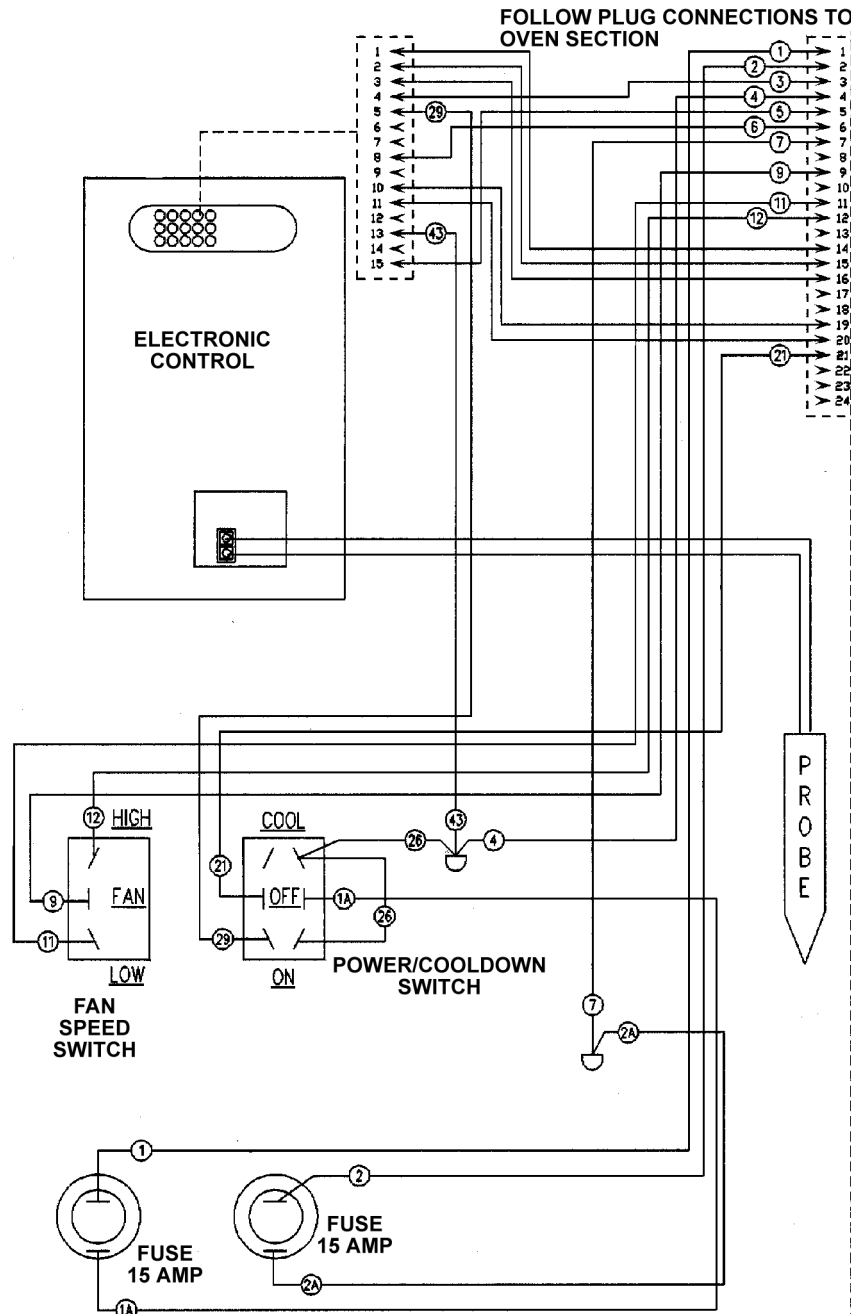 FOLLOW PLUG CONNECTIONS TO
OVEN SECTION
1
2
3
4
5
6
7
8
9
10
11
12
13
14
15
29
43
1
2
3
4
5
6
7
9
11
12
21
1
2
3
4
5
6
7
8
9
10
11
12
13
14
15
16
17
18
19
20
21
22
23
24
ELECTRONIC
CONTROL
PROBE
12
HIGH
9
FAN
11
LOW
FAN
SPEED
SWITCH
COOL
26
43
4
21
OFF
1A
26
29
ON
POWER/COOLDOWN
SWITCH
7
2A
1
2
FUSE
15 AMP
FUSE
15 AMP
2A
1A